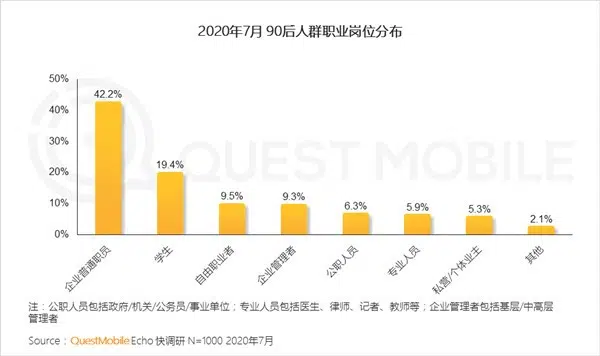 2020年7月 90后人群职业岗位分布
50%
40%
30%
20%
10%
0%
42.2%
19.4%
9.5%
9.3%
6.3%
5.9%
5.3%
2.1%
企业普通职员
学生
自由职业者
企业管理者
公职人员
专业人员
私营/个体业主
其他
QUEST MOBILE
注：公职人员包括政府/机关/公务员/事业单位；专业人员包括医生、律师、记者、教师等；企业管理者包括基层/中高层
管理者
Source：QuestMobile Echo 快调研 N=1000 2020年7月